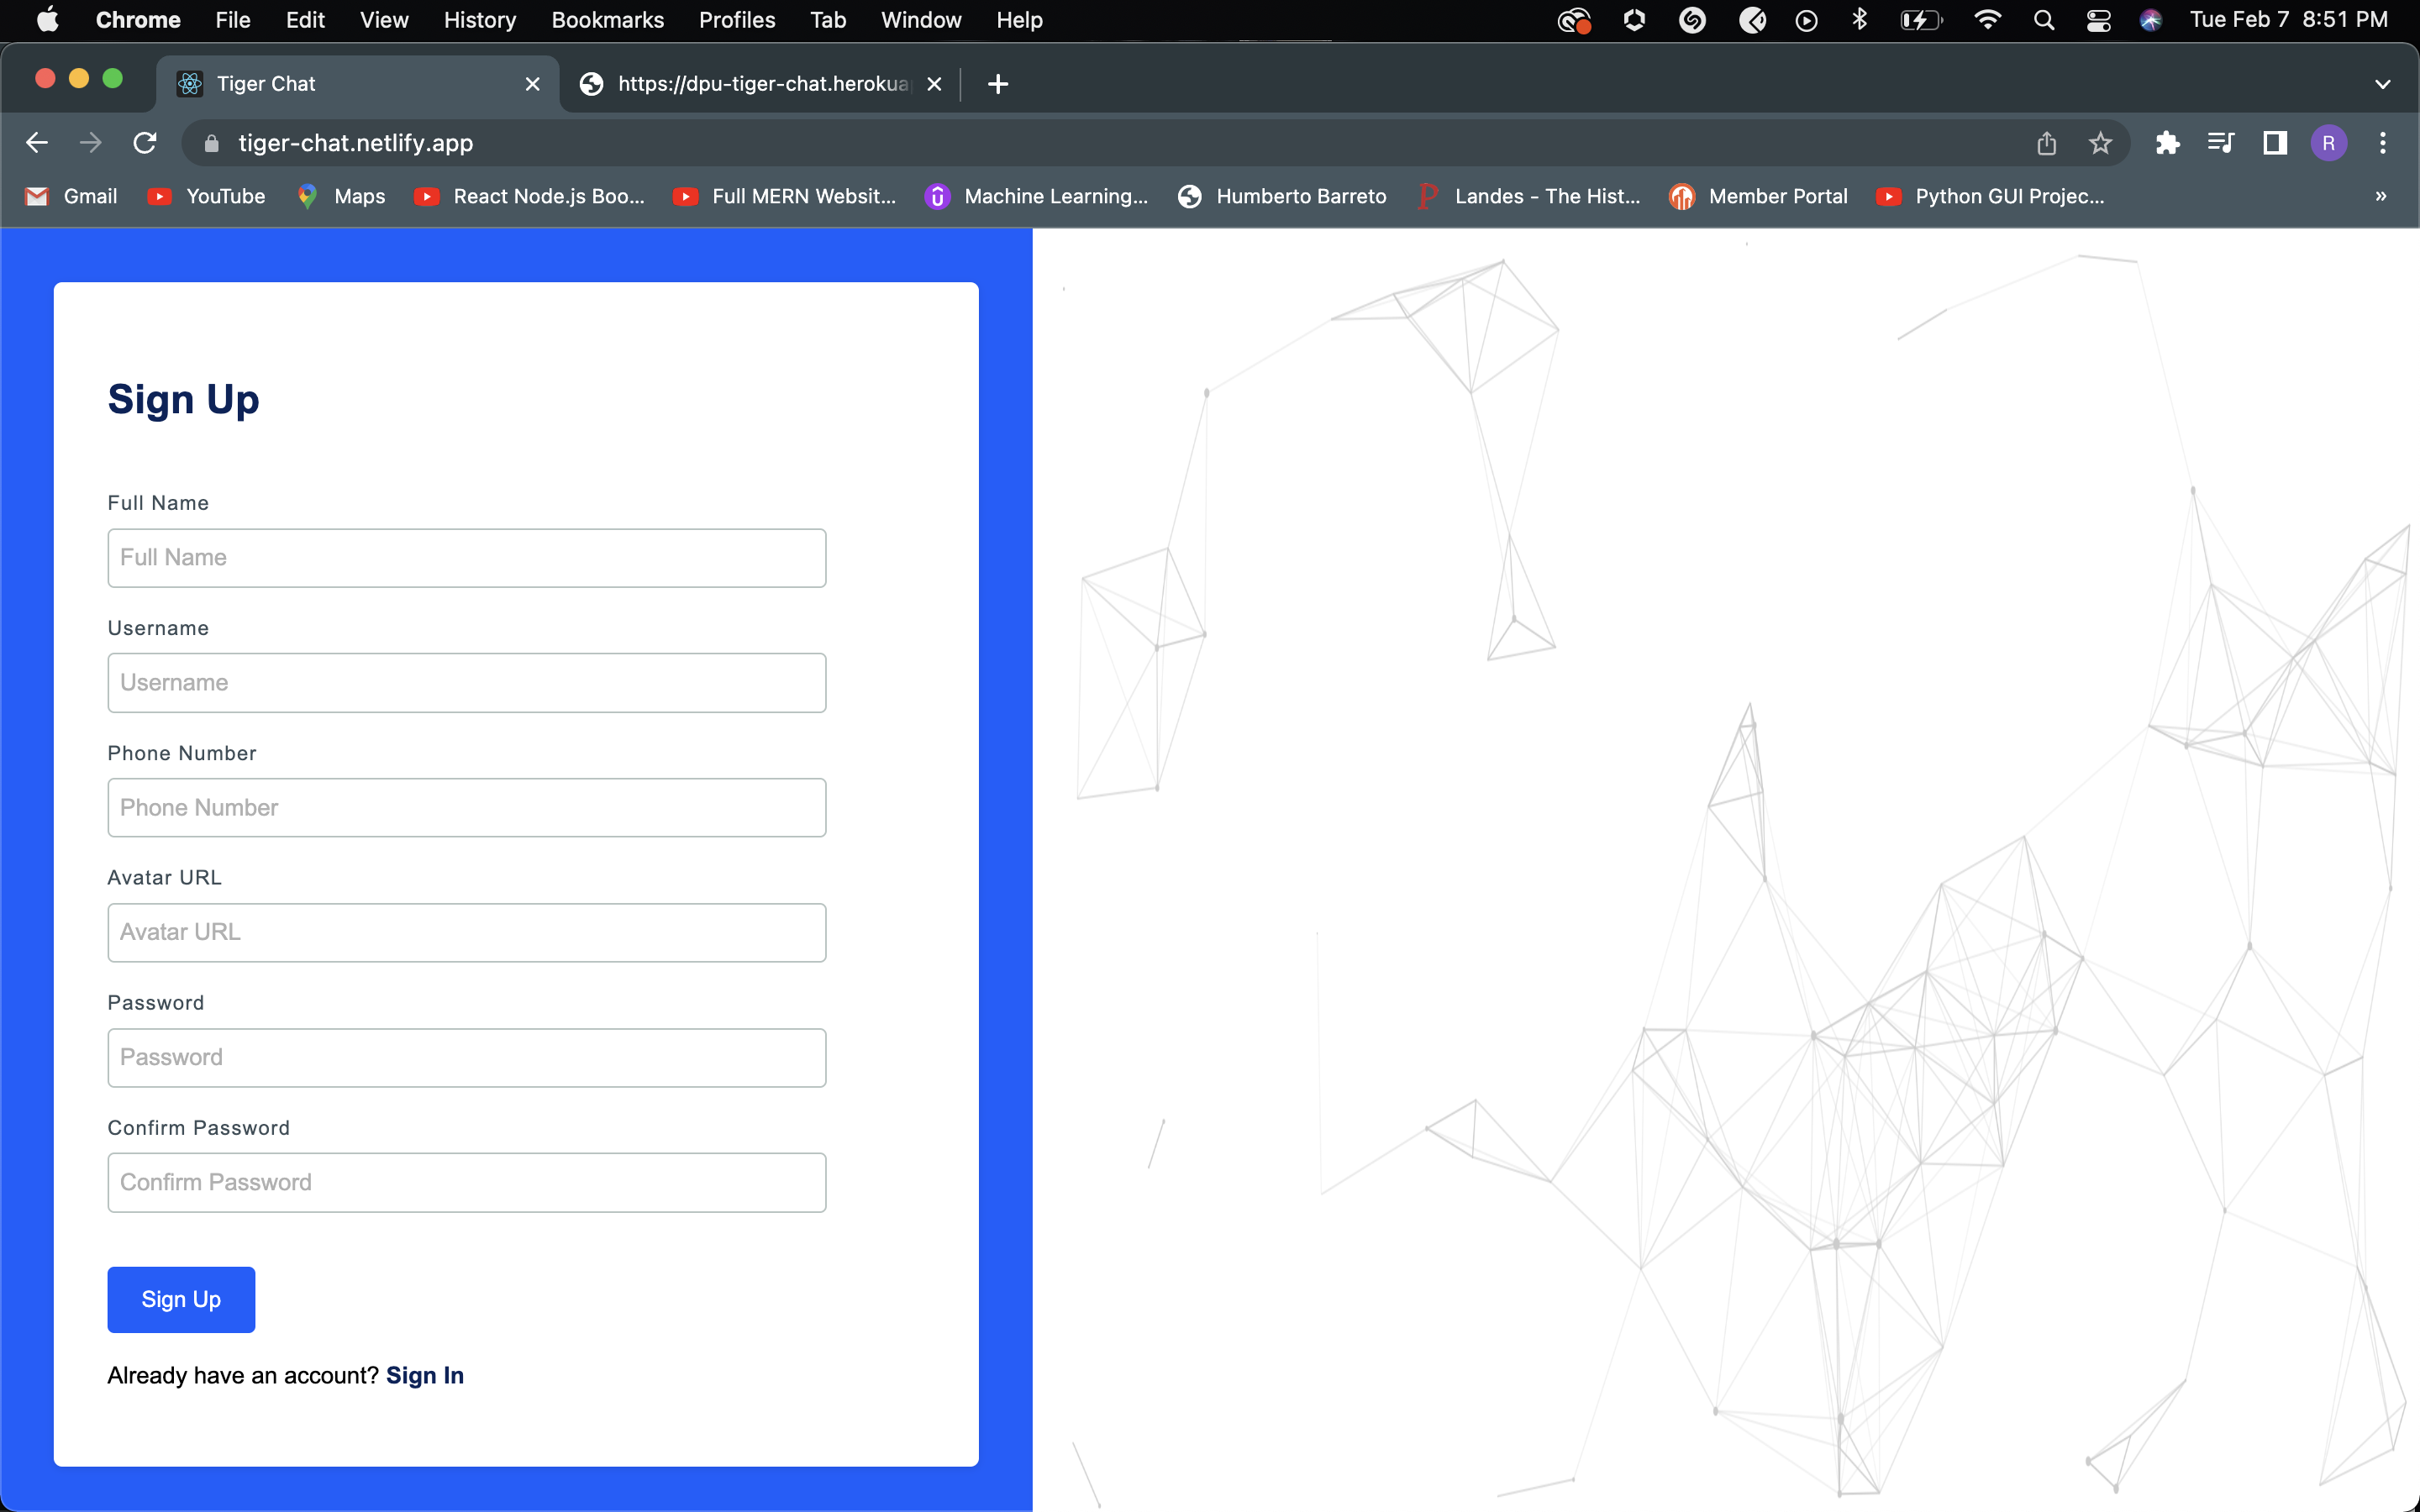 Chrome File Edit View History Bookmarks Profiles Tab Window Help Tue Feb 7 8:51 PM
Tiger Chat https://dpu-tiger-chat.herokua
tiger-chat.netlify.app R
Gmail YouTube Maps React Node.js Boo... Full MERN Websit... Machine Learning... Humberto Barreto Landes - The Hist... Member Portal Python GUI Projec... »
Sign Up
Full Name
Full Name
Username
Username
Phone Number
Phone Number
Avatar URL
Avatar URL
Password
Password
Confirm Password
Confirm Password
Sign Up
Already have an account? Sign In